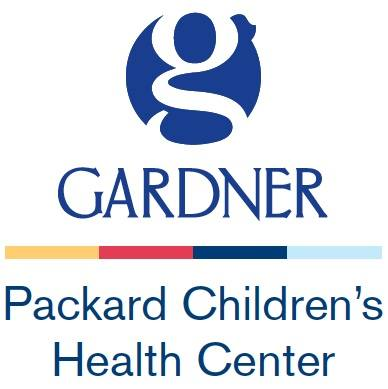 g
GARDNER
Packard Children’s
Health Center